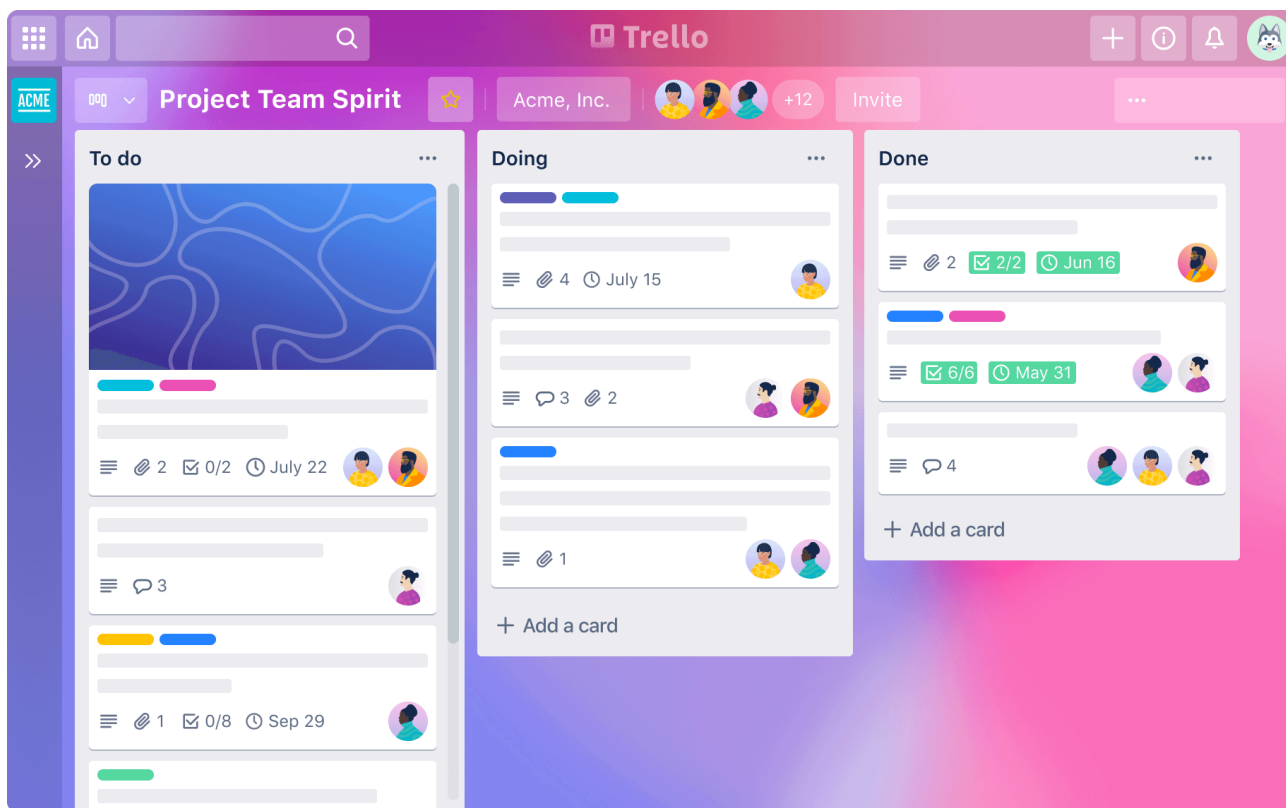 Trello
ACME
Project Team Spirit
Acme, Inc.
+12
Invite
To do
2 0/2 July 22
3
1 0/8 Sep 29
Doing
4 July 15
3 2
1
+ Add a card
Done
2 2/2 Jun 16
6/6 May 31
4
+ Add a card